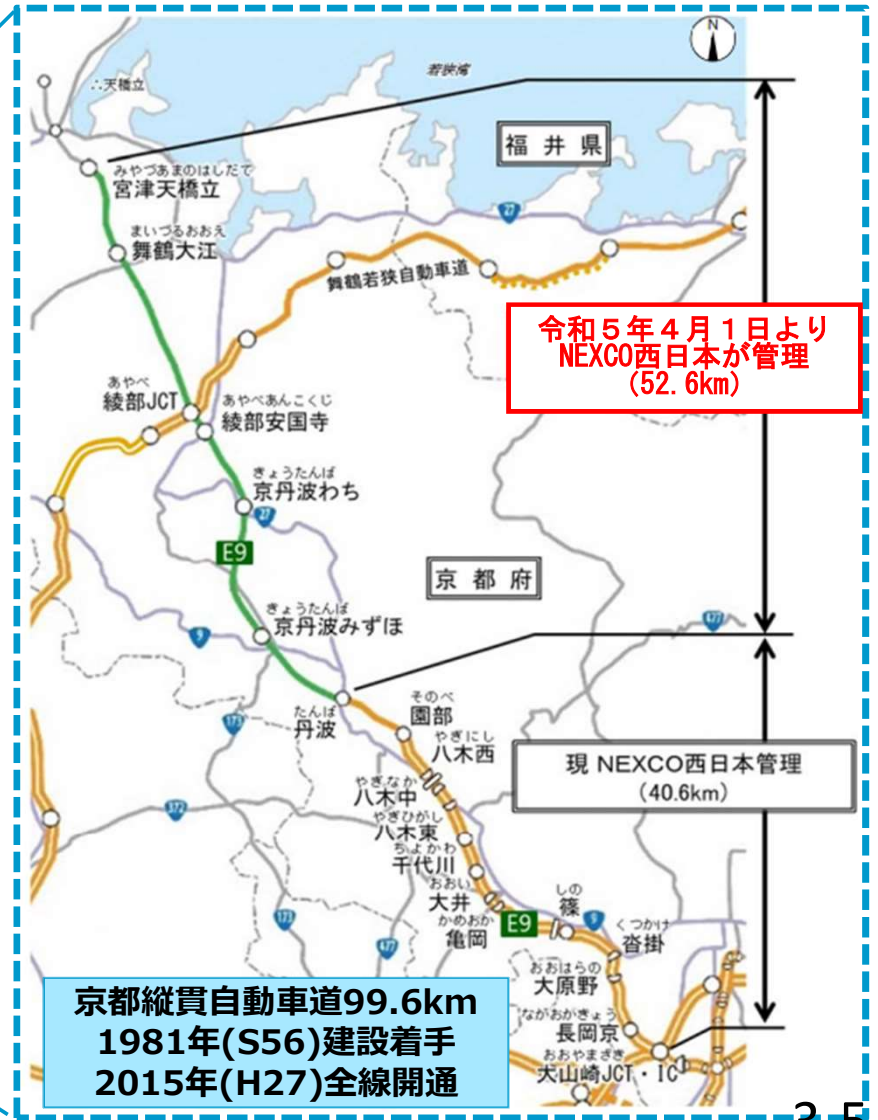 N
若狭湾
∴天橋立
福井県
みやづあまのはしだて
宮津天橋立
まいづるおおえ
舞鶴大江
27
舞鶴若狭自動車道
令和５年４月１日より
NEXCO西日本が管理
(52.6km)
あやべ
綾部JCT
あやべあんこくじ
綾部安国寺
きょうたんば
京丹波わち
27
E9
京都府
きょうたんば
京丹波みずほ
9
477
たんば
丹波
そのべ
園部
173
やぎにし
八木西
現 NEXCO西日本管理
（40.6km）
やぎなか
八木中
372
やぎひがし
八木東
ちよかわ
千代川
おおい
大井
しの
篠
9
かめおか
亀岡
E9
くつかけ
沓掛
173
477
おおはらの
大原野
ながおかきょう
長岡京
おおやまざき
大山崎JCT・IC
京都縦貫自動車道99.6km
1981年(S56)建設着手
2015年(H27)全線開通